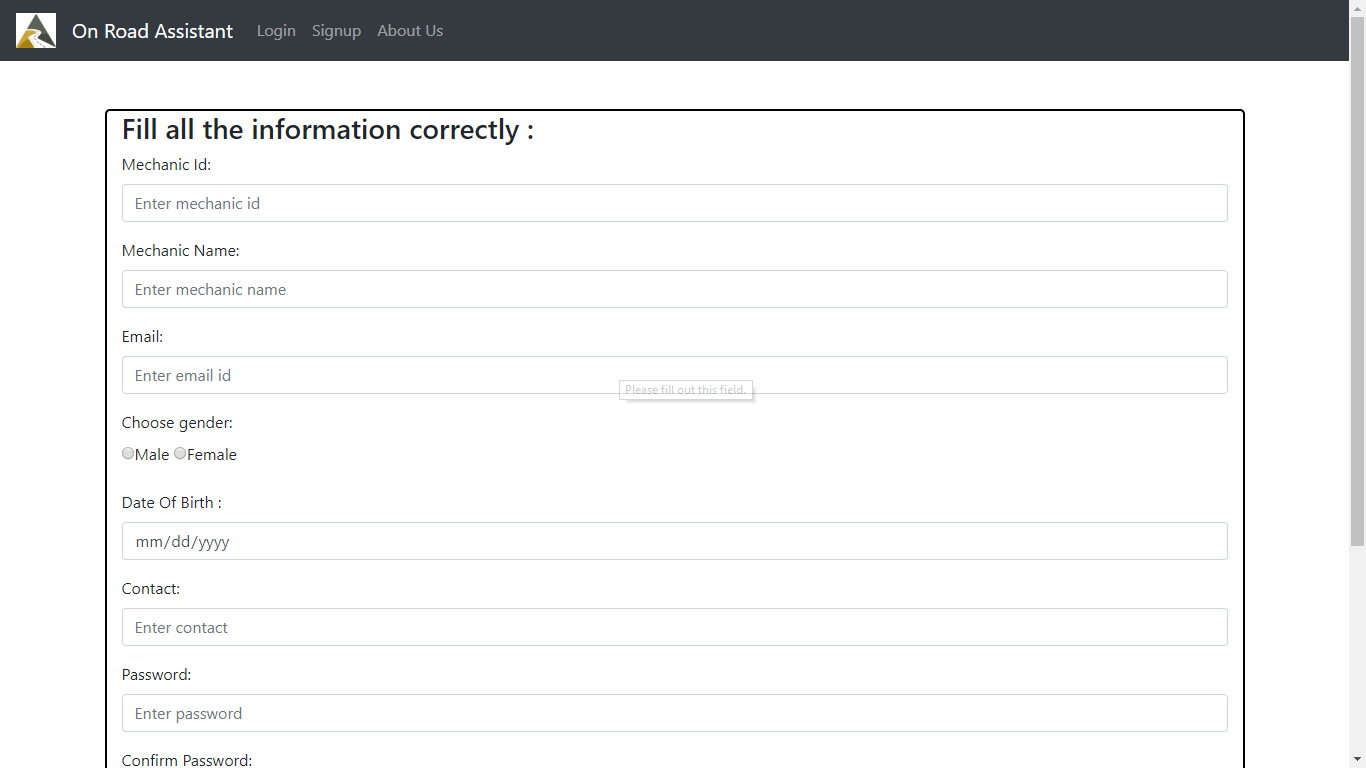 On Road Assistant Login Signup About Us
Fill all the information correctly :
Mechanic Id:
Enter mechanic id
Mechanic Name:
Enter mechanic name
Email:
Enter email id
Please fill out this field.
Choose gender:
Male Female
Date Of Birth :
mm/dd/yyyy
Contact:
Enter contact
Password:
Enter password
Confirm Password: